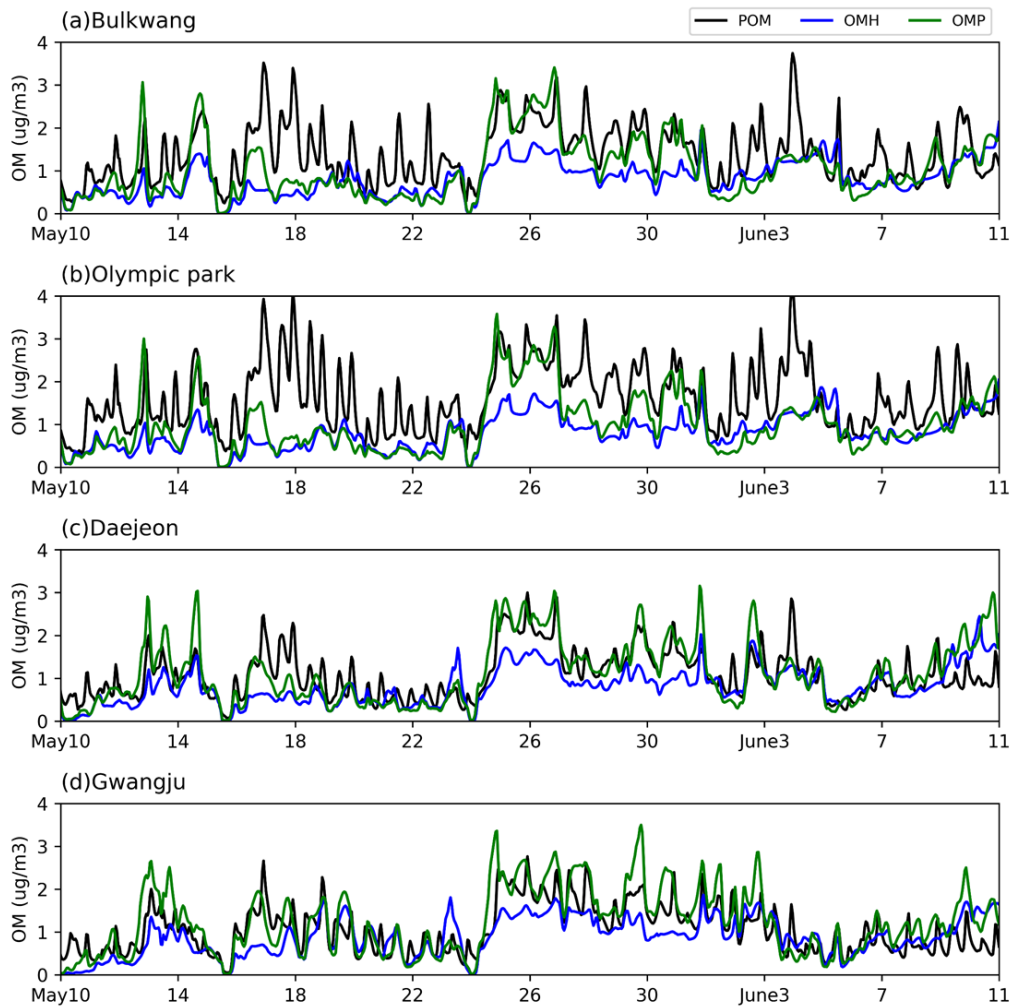 (a)Bulkwang
POM OMH OMP
4
3
2
1
0
OM (ug/m3)
May10 14 18 22 26 30 June3 7 11
(b)Olympic park
4
3
2
1
0
OM (ug/m3)
May10 14 18 22 26 30 June3 7 11
(c)Daejeon
4
3
2
1
0
OM (ug/m3)
May10 14 18 22 26 30 June3 7 11
(d)Gwangju
4
3
2
1
0
OM (ug/m3)
May10 14 18 22 26 30 June3 7 11